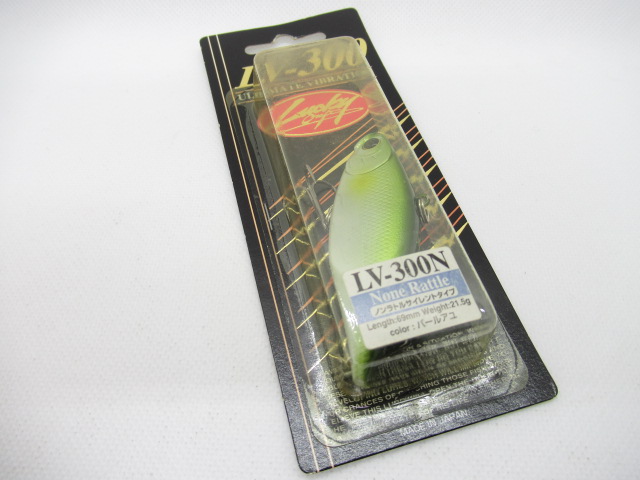 LV-300
ULTIMATE VIBRATION
Lucky
LV-300N
None Rattle
ノンラトルサイレントタイプ
Length:69mm Weight:21.5g
color : パールアユ
MADE IN JAPAN